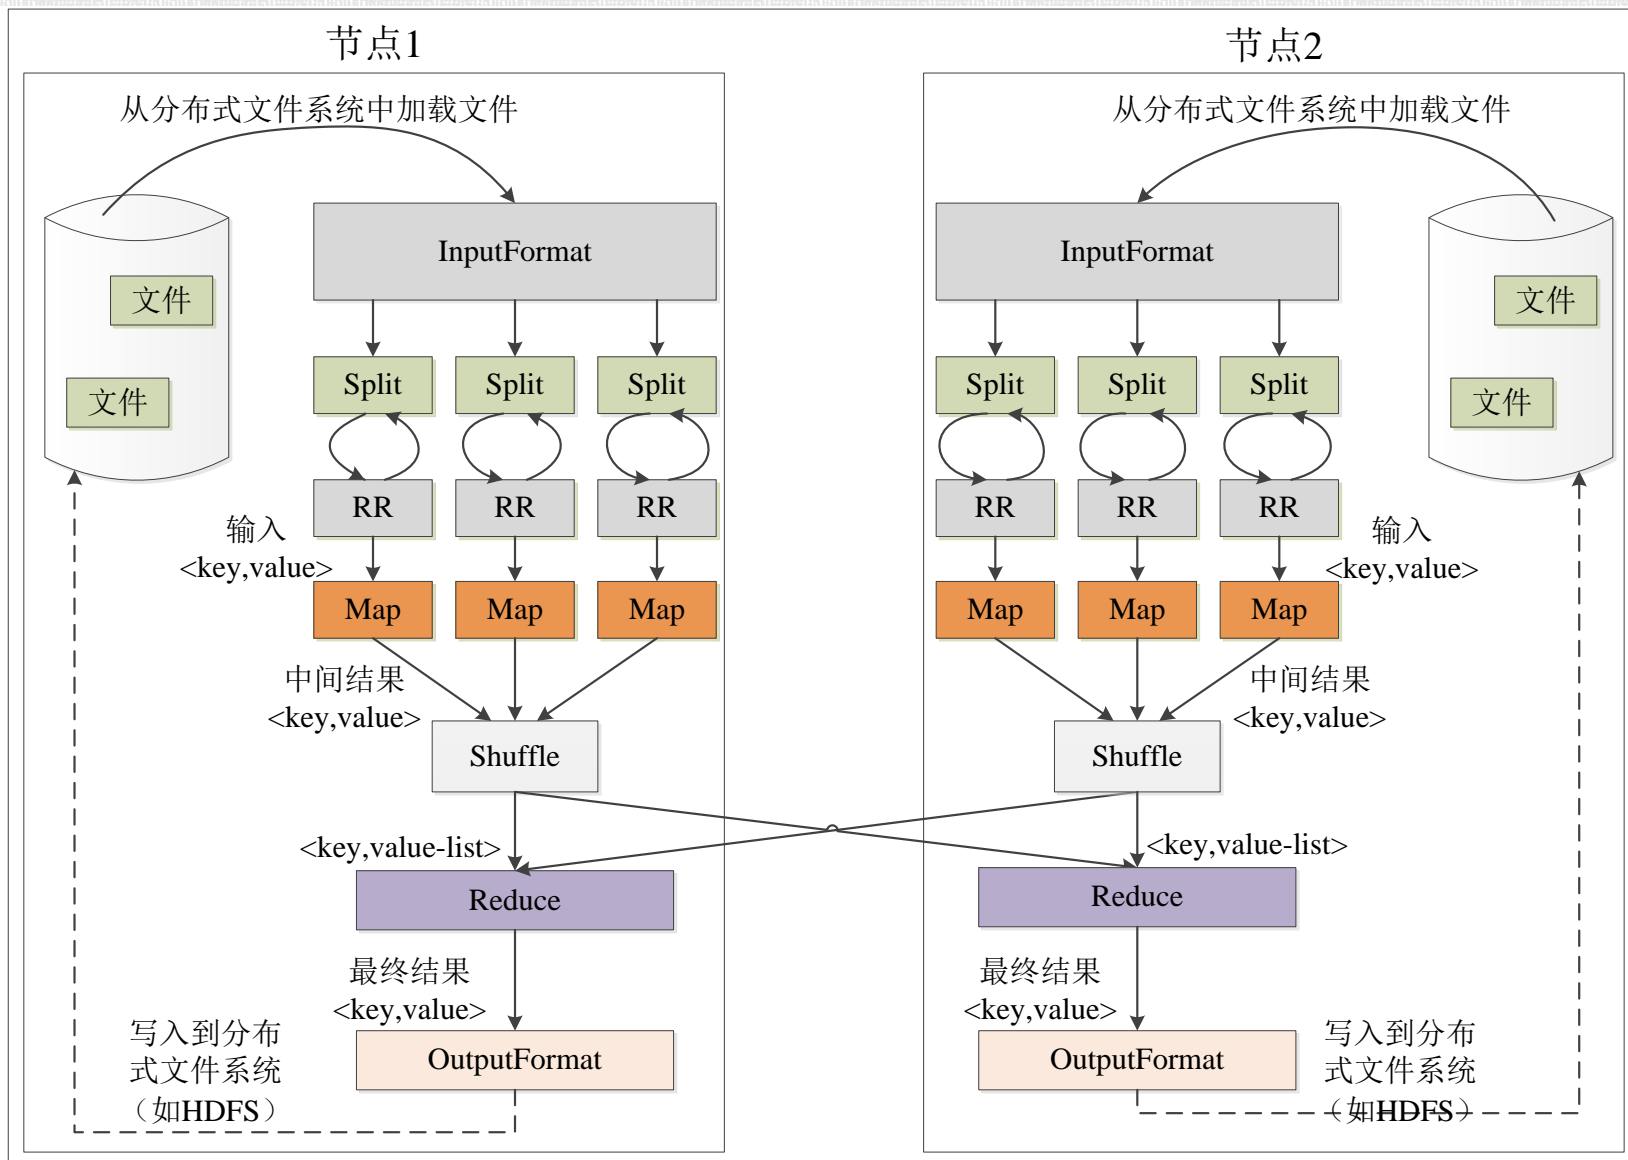 节点1
从分布式文件系统中加载文件
InputFormat
文件
文件
Split
Split
Split
RR
RR
RR
输入
<key,value>
Map
Map
Map
中间结果
<key,value>
Shuffle
<key,value-list>
Reduce
最终结果
<key,value>
OutputFormat
写入到分布
式文件系统
（如HDFS）
节点2
从分布式文件系统中加载文件
InputFormat
文件
文件
Split
Split
Split
RR
RR
RR
输入
<key,value>
Map
Map
Map
中间结果
<key,value>
Shuffle
<key,value-list>
Reduce
最终结果
<key,value>
OutputFormat
写入到分布
式文件系统
（如HDFS）